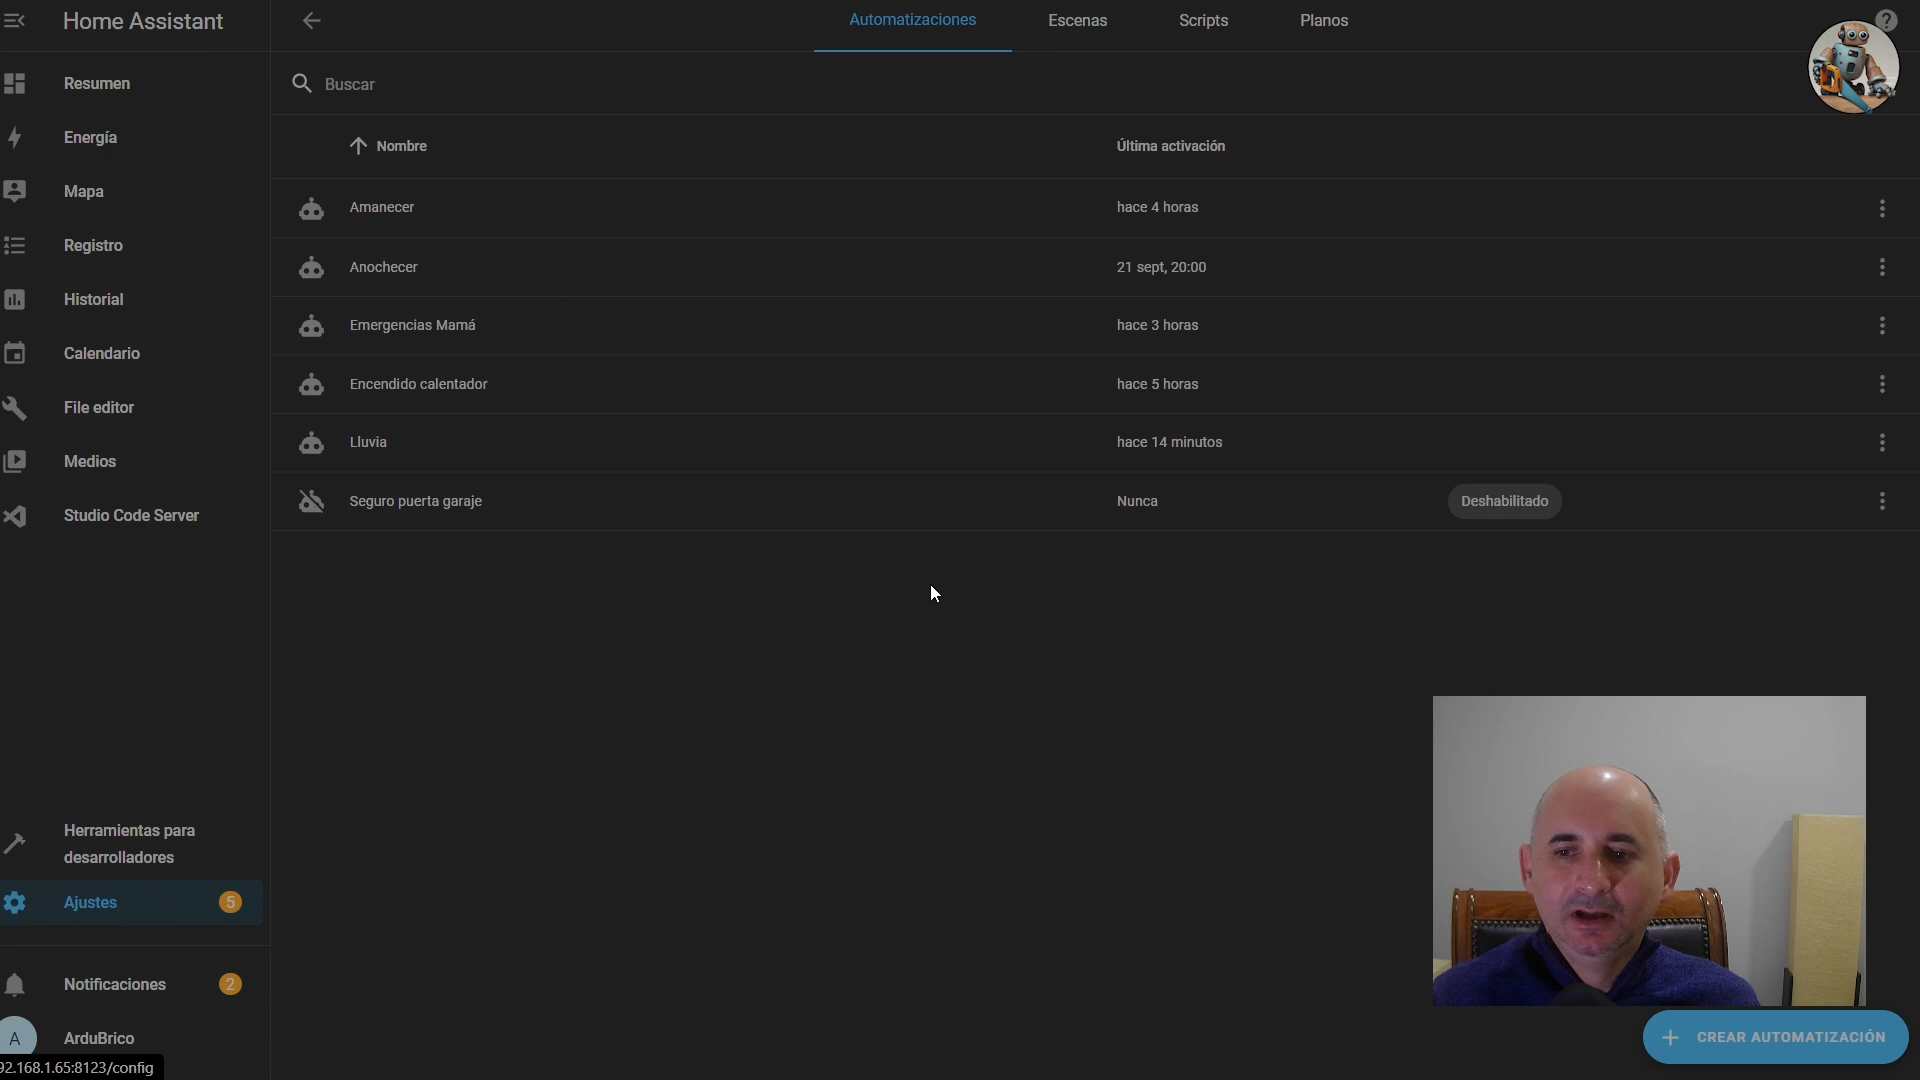 Home Assistant
Automatizaciones
Escenas
Scripts
Planos
?
Resumen
Energía
Mapa
Registro
Historial
Calendario
File editor
Medios
Studio Code Server
Herramientas para
desarrolladores
Ajustes
5
Notificaciones
2
A
ArduBrico
92.168.1.65:8123/config
Buscar
Nombre
Última activación
Amanecer
hace 4 horas
Anochecer
21 sept, 20:00
Emergencias Mamá
hace 3 horas
Encendido calentador
hace 5 horas
Lluvia
hace 14 minutos
Seguro puerta garaje
Nunca
Deshabilitado
CREAR AUTOMATIZACIÓN